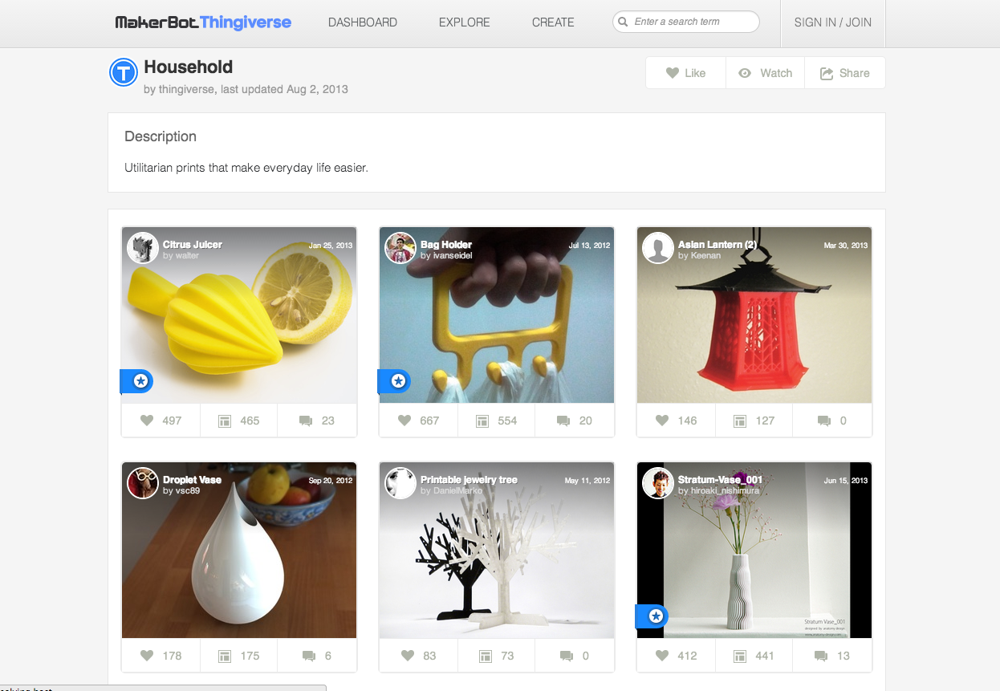 MakerBot Thingiverse DASHBOARD EXPLORE CREATE Enter a search term SIGN IN / JOIN
T Household
by thingiverse, last updated Aug 2, 2013
Like Watch Share
Description
Utilitarian prints that make everyday life easier.
Citrus Juicer Jan 25, 2013
by walter
Bag Holder Jul 13, 2012
by ivanseidel
Asian Lantern (2) Mar 30, 2013
by Keenan
497 465 23
667 554 20
146 127 0
Droplet Vase Sep 20, 2012
by vsc89
Printable jewelry tree May 11, 2012
by DanielMarko
Stratum-Vase_001 Jun 15, 2013
by hiroaki_nishimura
Stratum Vase_001
178 175 6
83 73 0
412 441 13